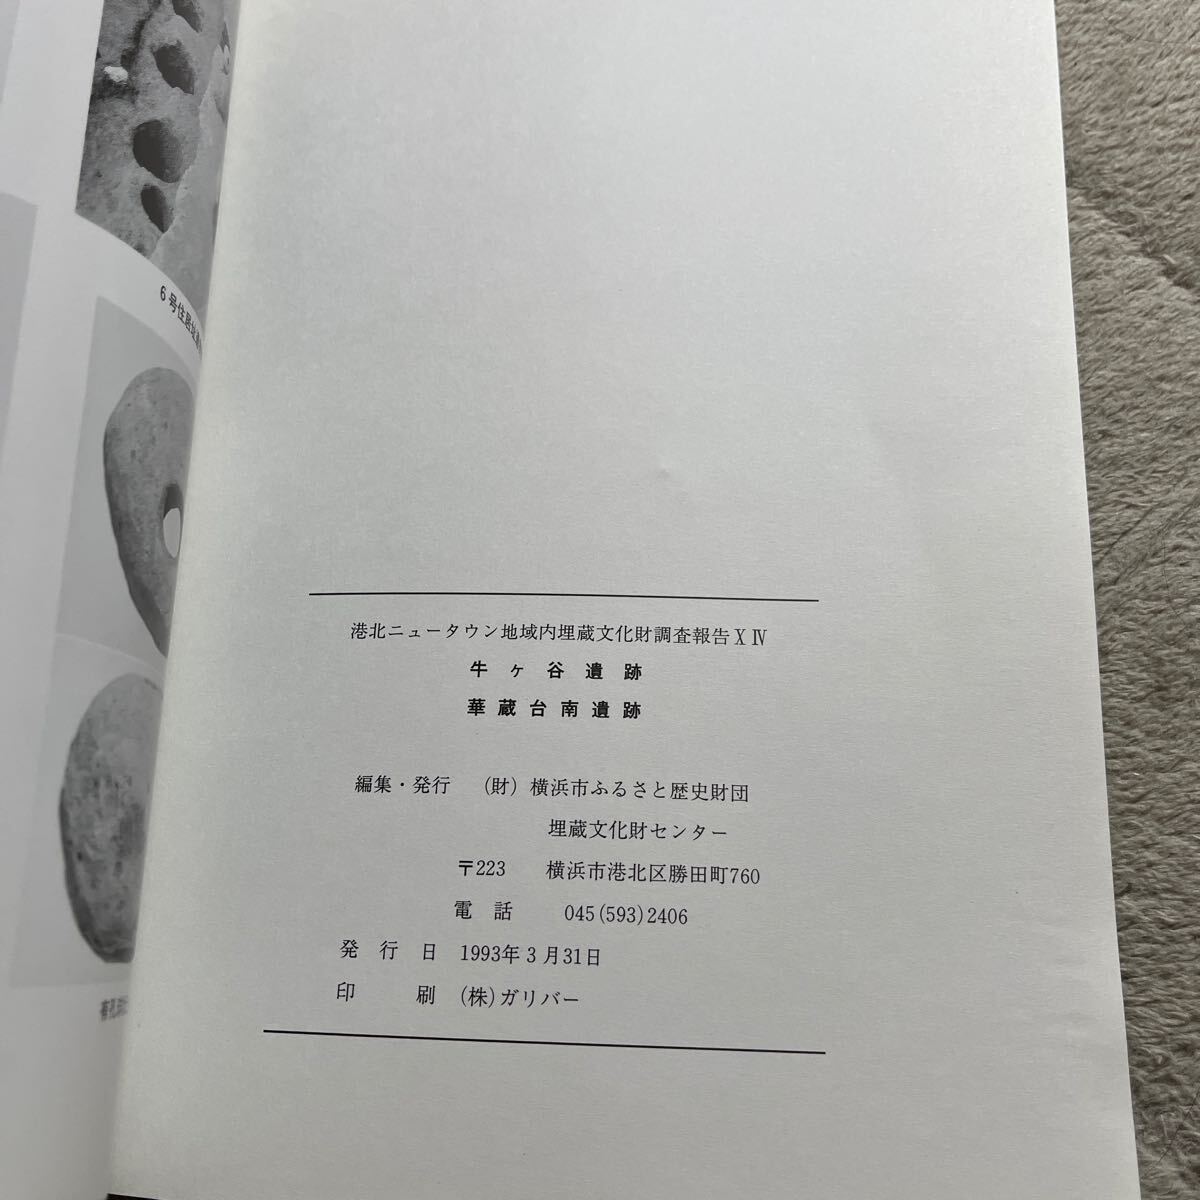 6号住居址
港北ニュータウン地域内埋蔵文化財調査報告XⅣ
牛ヶ谷遺跡
華蔵台南遺跡
編集・発行 (財)横浜市ふるさと歴史財団
埋蔵文化財センター
〒223 横浜市港北区勝田町760
電話 045(593)2406
発行日 1993年3月31日
印刷 (株)ガリバー
有孔